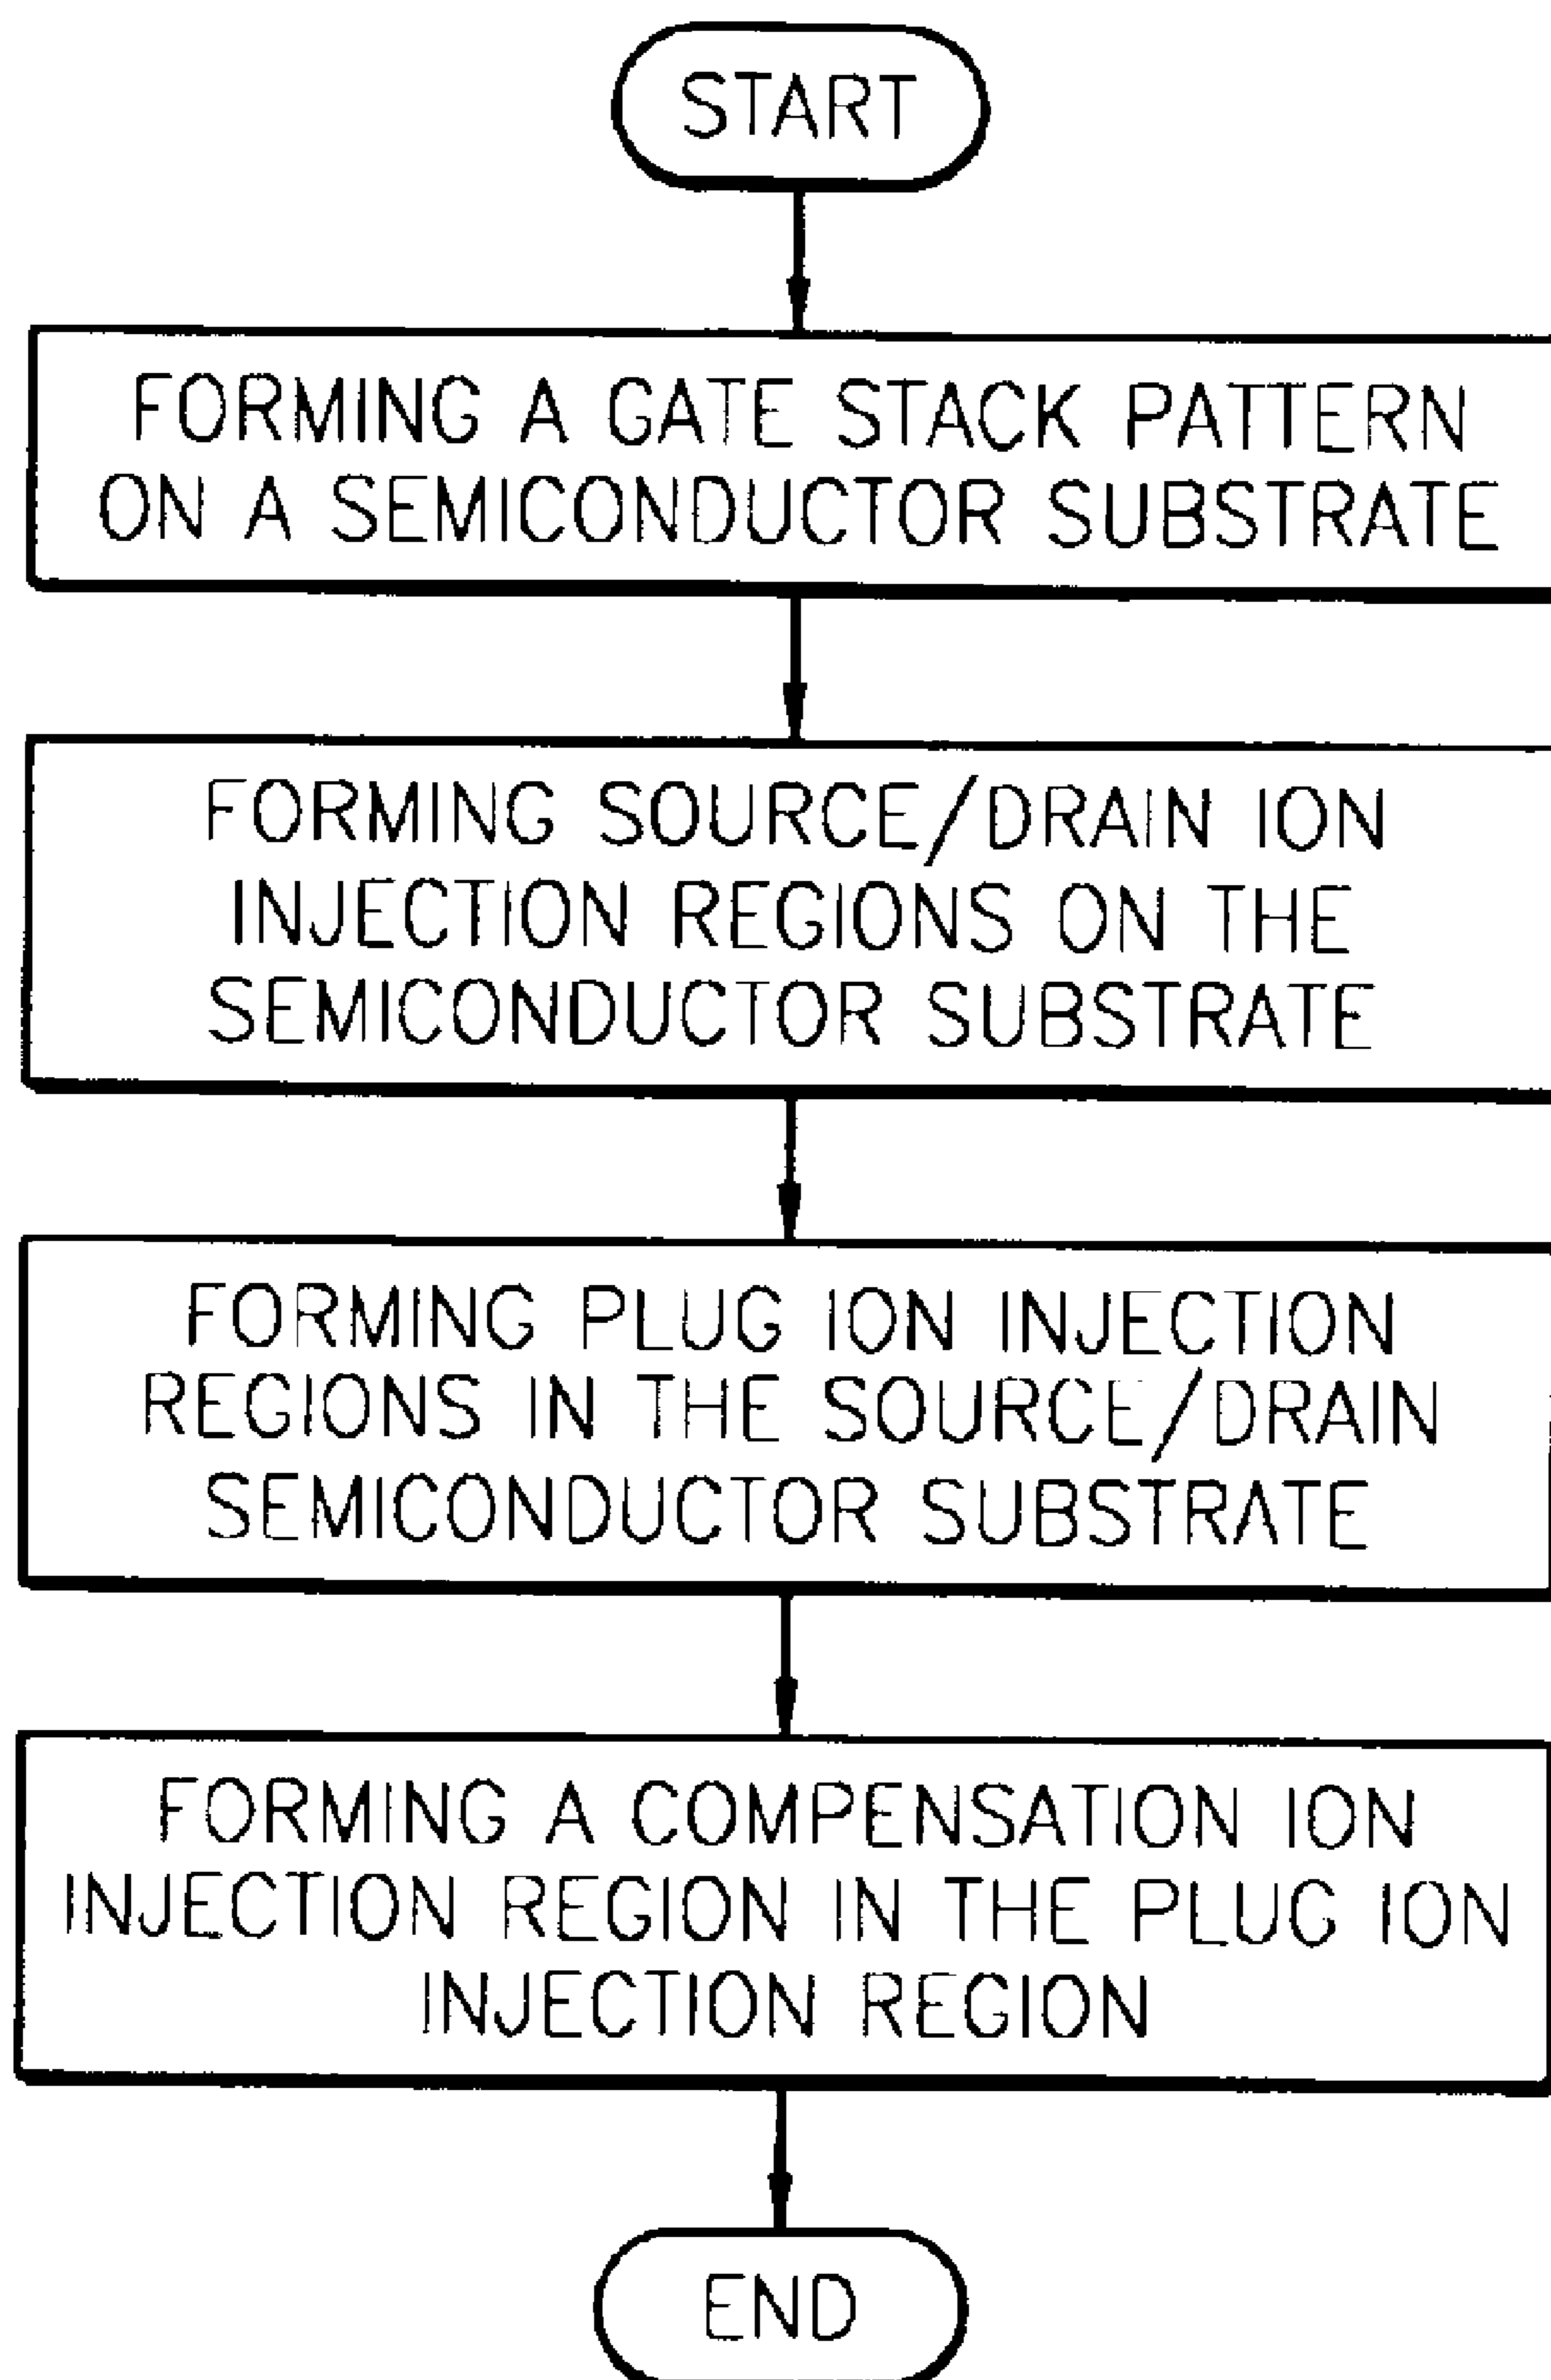 START
FORMING A GATE STACK PATTERN
ON A SEMICONDUCTOR SUBSTRATE
FORMING SOURCE/DRAIN ION
INJECTION REGIONS ON THE
SEMICONDUCTOR SUBSTRATE
FORMING PLUG ION INJECTION
REGIONS IN THE SOURCE/DRAIN
SEMICONDUCTOR SUBSTRATE
FORMING A COMPENSATION ION
INJECTION REGION IN THE PLUG ION
INJECTION REGION
END